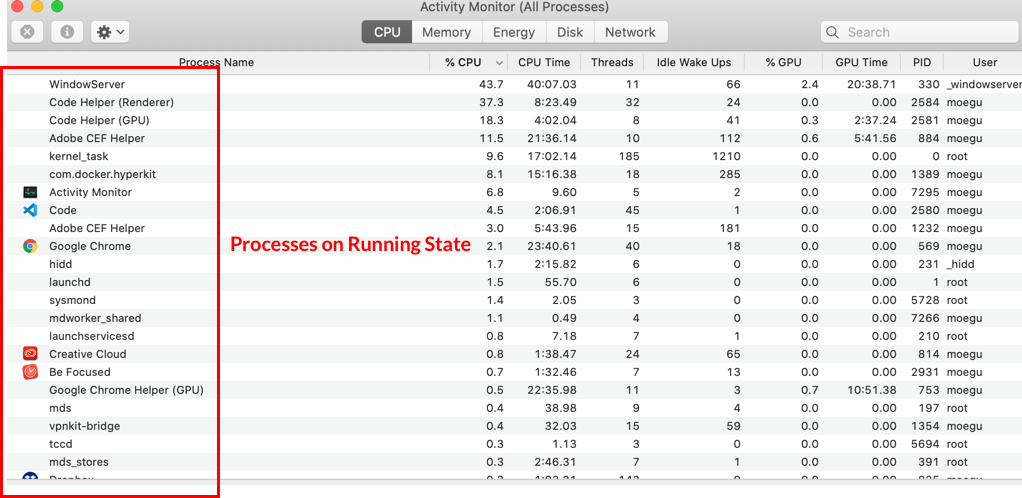 Activity Monitor (All Processes)
CPU Memory Energy Disk Network Search
Process Name % CPU CPU Time Threads Idle Wake Ups % GPU GPU Time PID User
WindowServer 43.7 40:07.03 11 66 2.4 20:38.71 330 _windowserver
Code Helper (Renderer) 37.3 8:23.49 32 24 0.0 0.00 2584 moegu
Code Helper (GPU) 18.3 4:02.04 8 41 0.3 2:37.24 2581 moegu
Adobe CEF Helper 11.5 21:36.14 10 112 0.6 5:41.56 884 moegu
kernel_task 9.6 17:02.14 185 1210 0.0 0.00 0 root
com.docker.hyperkit 8.1 15:16.38 18 285 0.0 0.00 1389 moegu
Activity Monitor 6.8 9.60 5 2 0.0 0.00 7295 moegu
Code 4.5 2:06.91 45 1 0.0 0.00 2580 moegu
Adobe CEF Helper 3.0 5:43.96 15 181 0.0 0.00 1232 moegu
Google Chrome 2.1 23:40.61 40 18 0.0 0.00 569 moegu
Processes on Running State
hidd 1.7 2:15.82 6 0 0.0 0.00 231 _hidd
launchd 1.5 55.70 6 0 0.0 0.00 1 root
sysmond 1.4 2.05 3 0 0.0 0.00 5728 root
mdworker_shared 1.1 0.49 4 0 0.0 0.00 7266 moegu
launchservicesd 0.8 7.18 7 1 0.0 0.00 210 root
Creative Cloud 0.8 1:38.47 24 65 0.0 0.00 814 moegu
Be Focused 0.7 1:32.46 7 13 0.0 0.00 2931 moegu
Google Chrome Helper (GPU) 0.5 22:35.98 11 3 0.7 10:51.38 753 moegu
mds 0.4 38.98 9 4 0.0 0.00 197 root
vpnkit-bridge 0.4 32.03 15 59 0.0 0.00 1354 moegu
tccd 0.3 1.13 3 0 0.0 0.00 5694 root
mds_stores 0.3 2:46.31 7 1 0.0 0.00 391 root
Dropbox